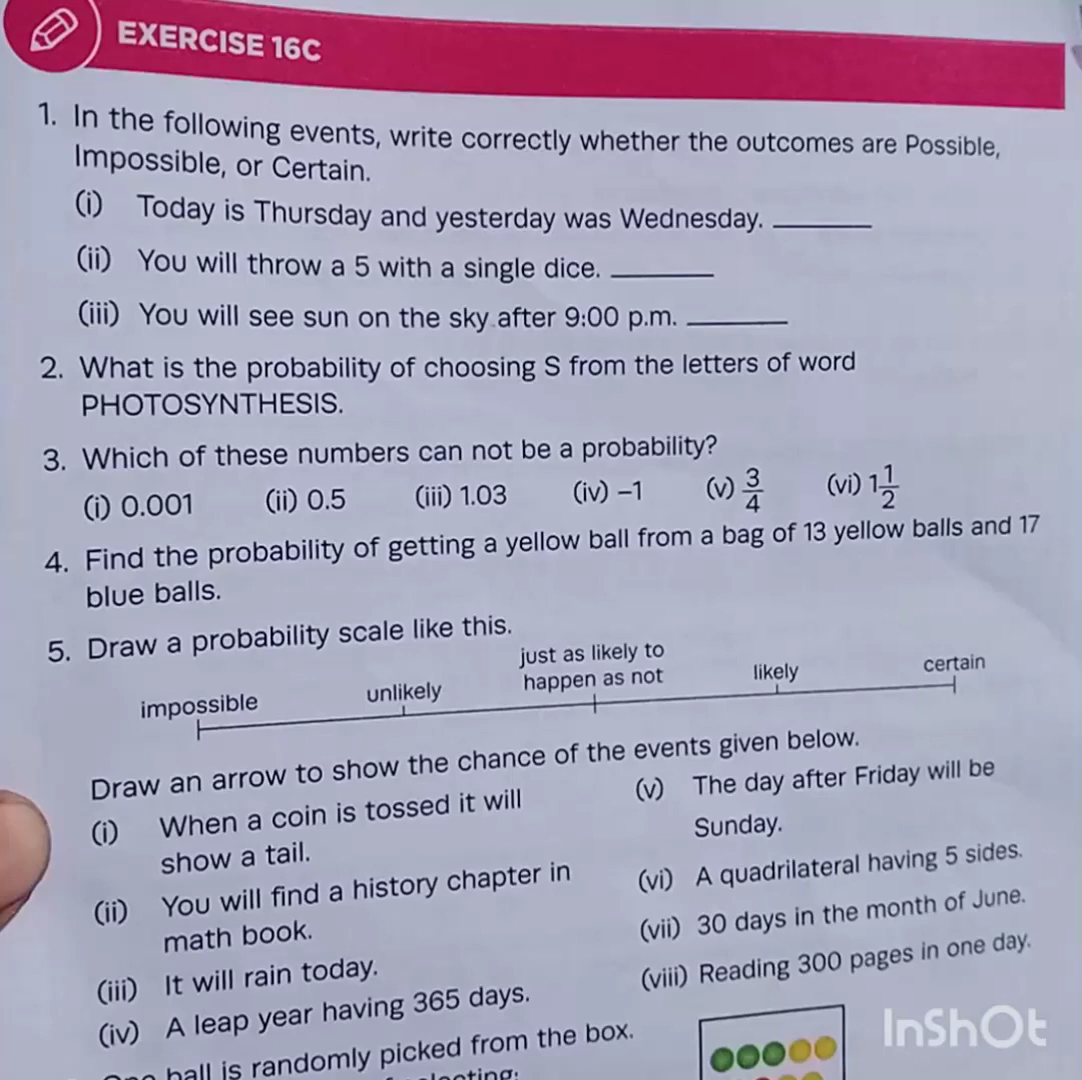 EXERCISE 16C
1. In the following events, write correctly whether the outcomes are Possible,
Impossible, or Certain.
(i) Today is Thursday and yesterday was Wednesday. ________
(ii) You will throw a 5 with a single dice. ________
(iii) You will see sun on the sky after 9:00 p.m. ________
2. What is the probability of choosing S from the letters of word
PHOTOSYNTHESIS.
3. Which of these numbers can not be a probability?
(i) 0.001 (ii) 0.5 (iii) 1.03 (iv) –1 (v) 3/4 (vi) 1 1/2
4. Find the probability of getting a yellow ball from a bag of 13 yellow balls and 17
blue balls.
5. Draw a probability scale like this.
impossible unlikely just as likely to
happen as not likely certain
Draw an arrow to show the chance of the events given below.
(i) When a coin is tossed it will
show a tail.
(ii) You will find a history chapter in
math book.
(iii) It will rain today.
(iv) A leap year having 365 days.
(v) The day after Friday will be
Sunday.
(vi) A quadrilateral having 5 sides.
(vii) 30 days in the month of June.
(viii) Reading 300 pages in one day.
ball is randomly picked from the box.
InShOt